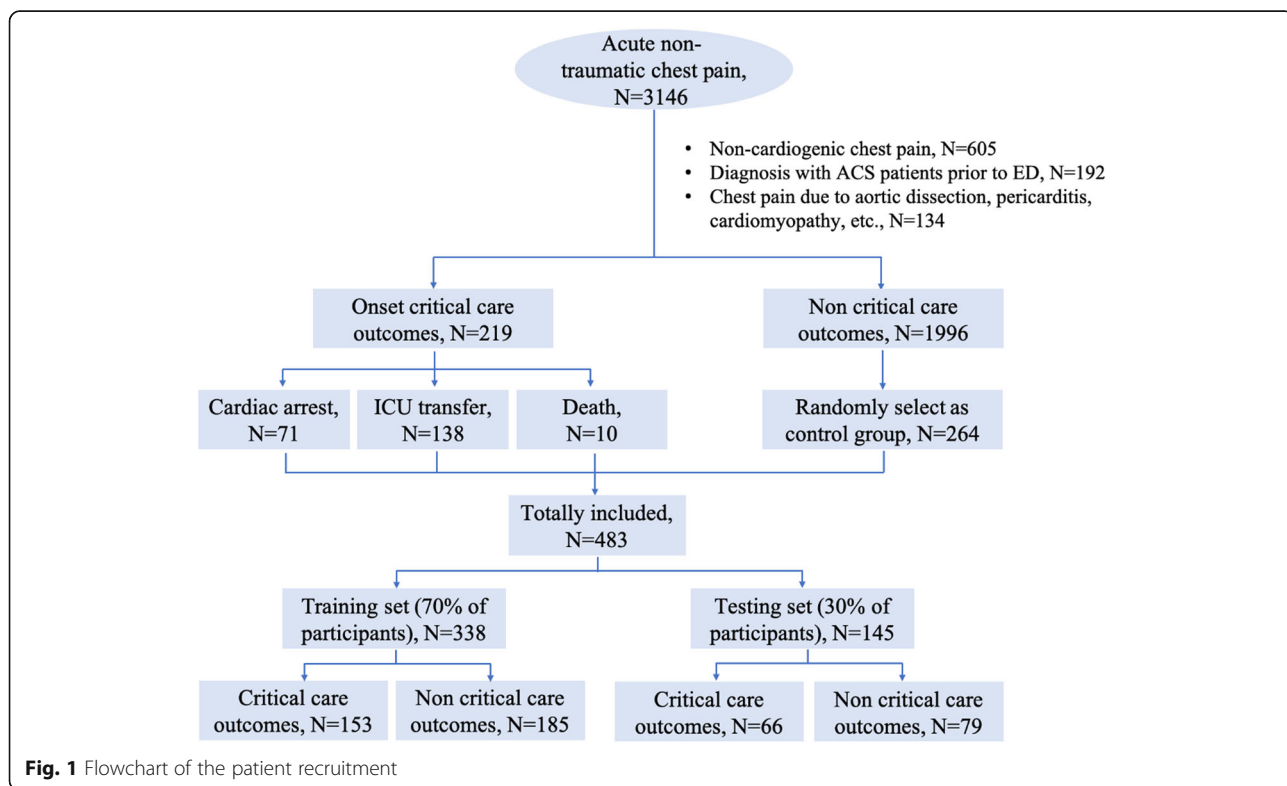 Acute non-
traumatic chest pain,
N=3146
• Non-cardiogenic chest pain, N=605
• Diagnosis with ACS patients prior to ED, N=192
• Chest pain due to aortic dissection, pericarditis,
cardiomyopathy, etc., N=134
Onset critical care
outcomes, N=219
Non critical care
outcomes, N=1996
Cardiac arrest,
N=71
ICU transfer,
N=138
Death,
N=10
Randomly select as
control group, N=264
Totally included,
N=483
Training set (70% of
participants), N=338
Testing set (30% of
participants), N=145
Critical care
outcomes, N=153
Non critical care
outcomes, N=185
Critical care
outcomes, N=66
Non critical care
outcomes, N=79
Fig. 1 Flowchart of the patient recruitment